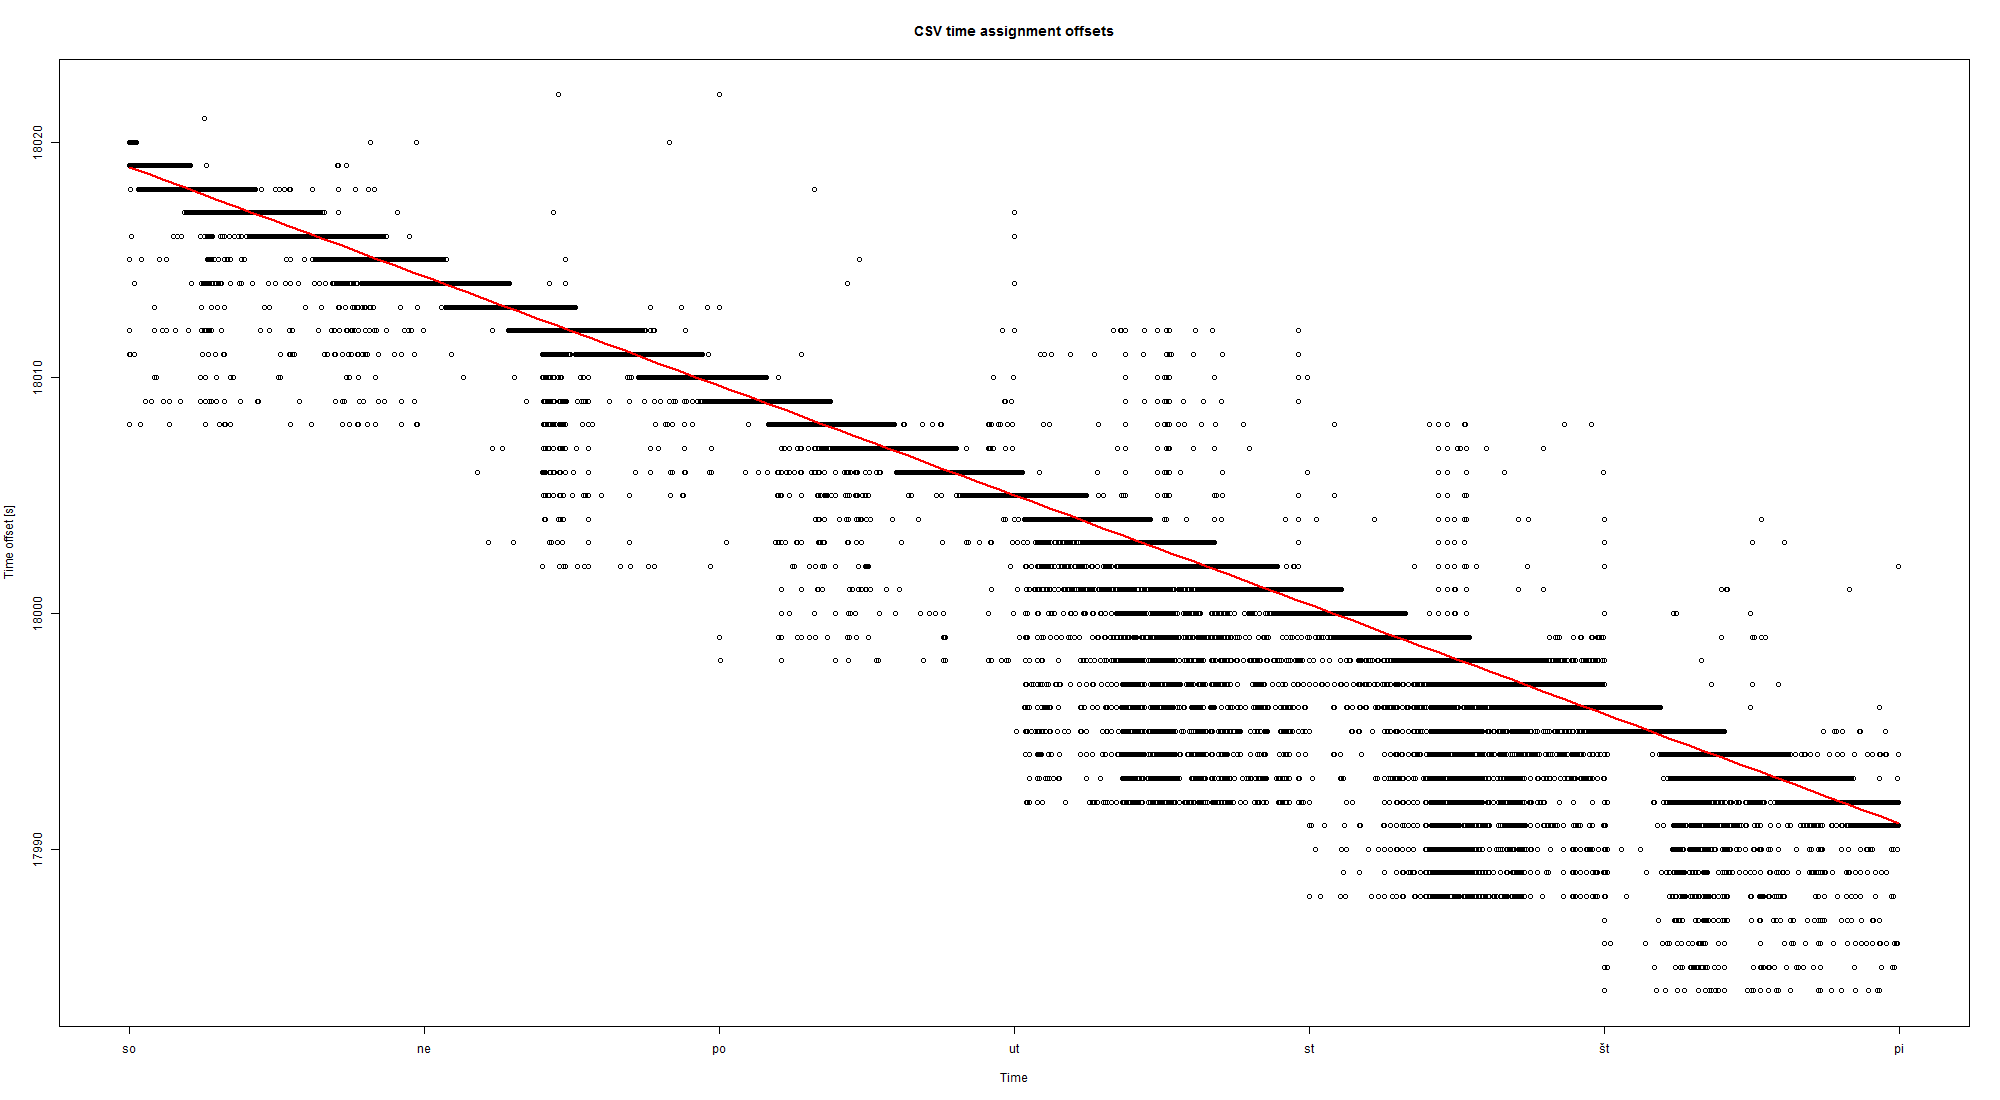 CSV time assignment offsets
Time offset [s]
18020
18010
18000
17990
so ne po ut st št pi
Time